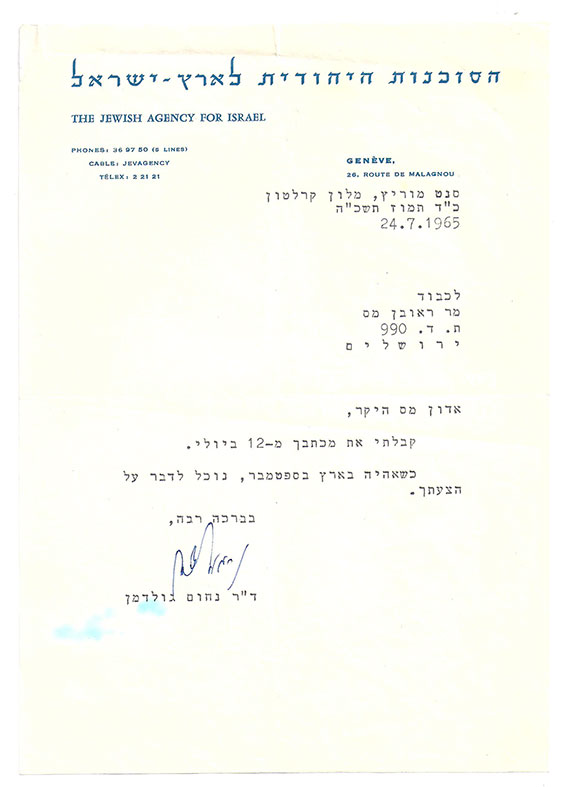 הסוכנות היהודית לארץ-ישראל
THE JEWISH AGENCY FOR ISRAEL
PHONES: 36 97 50 (5 LINES)
CABLE: JEVAGENCY
TÉLEX: 2 21 21
GENÈVE,
26, ROUTE DE MALAGNOU
סנט מוריץ, מלון קרלטון
כ"ד תמוז תשכ"ה
24.7.1965
לכבוד
מר ראובן מס
ת. ד. 990
ירושלים
אדון מס היקר,
קבלתי את מכתבך מ-12 ביולי.
כשאהיה בארץ בספטמבר, נוכל לדבר על
הצעתך.
בברכה רבה,
ד"ר נחום גולדמן